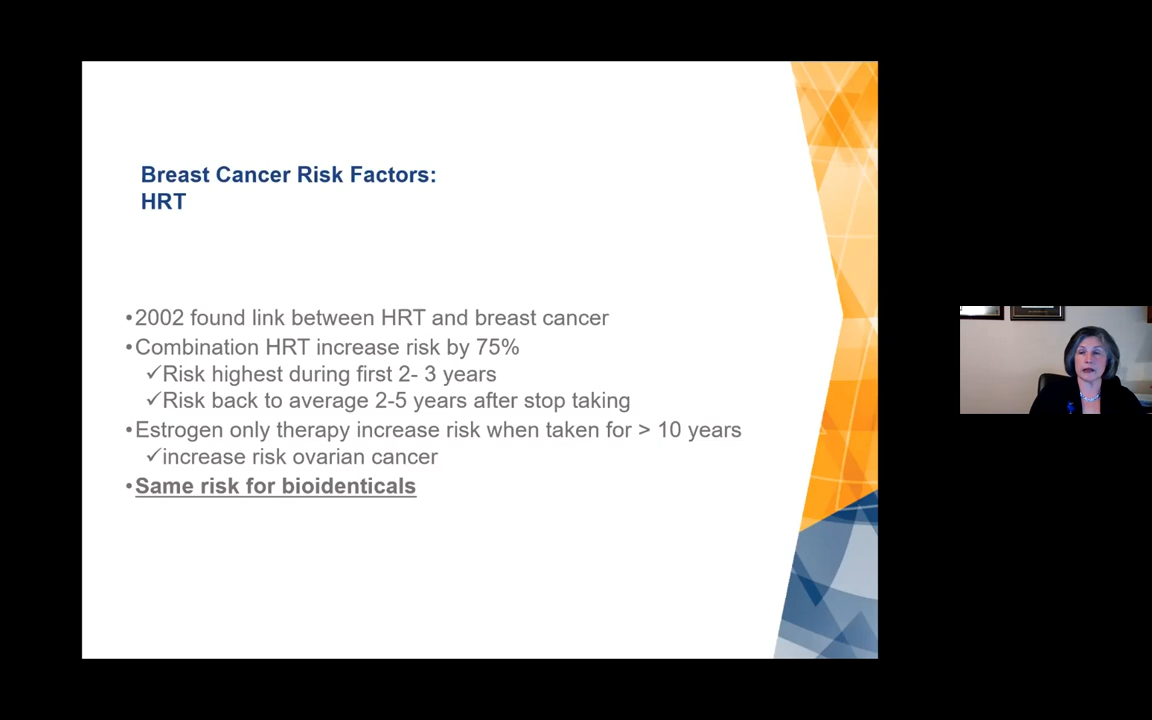 Breast Cancer Risk Factors:
HRT
•2002 found link between HRT and breast cancer
•Combination HRT increase risk by 75%
✓Risk highest during first 2- 3 years
✓Risk back to average 2-5 years after stop taking
•Estrogen only therapy increase risk when taken for > 10 years
✓increase risk ovarian cancer
•Same risk for bioidenticals